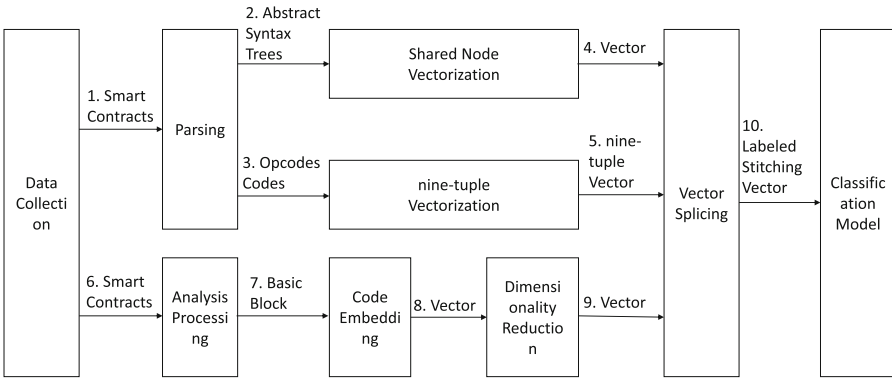 Data
Collecti
on
1. Smart
Contracts
6. Smart
Contracts
Parsing
2. Abstract
Syntax
Trees
3. Opcodes
Codes
Shared Node
Vectorization
4. Vector
nine-tuple
Vectorization
5. nine-
tuple
Vector
Analysis
Processi
ng
7. Basic
Block
Code
Embeddi
ng
8. Vector
Dimensi
onality
Reductio
n
9. Vector
Vector
Splicing
10.
Labeled
Stitching
Vector
Classific
ation
Model